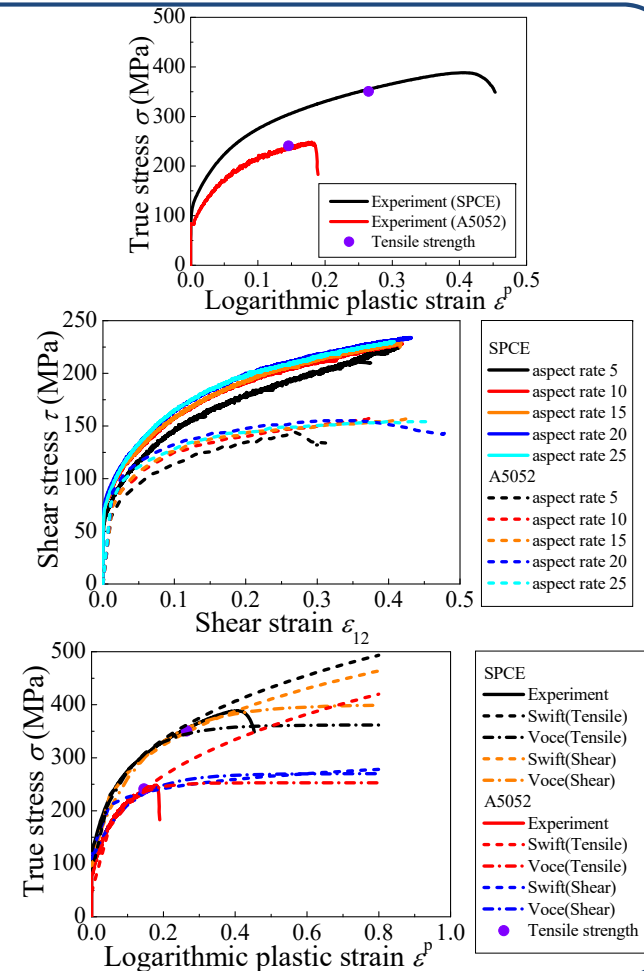 500
400
300
200
100
0
True stress σ (MPa)
Experiment (SPCE)
Experiment (A5052)
Tensile strength
0.0 0.1 0.2 0.3 0.4 0.5
Logarithmic plastic strain εᵖ
250
200
150
100
50
0
Shear stress τ (MPa)
0.0 0.1 0.2 0.3 0.4 0.5
Shear strain ε₁₂
SPCE
aspect rate 5
aspect rate 10
aspect rate 15
aspect rate 20
aspect rate 25
A5052
aspect rate 5
aspect rate 10
aspect rate 15
aspect rate 20
aspect rate 25
500
400
300
200
100
0
True stress σ (MPa)
0.0 0.2 0.4 0.6 0.8 1.0
Logarithmic plastic strain εᵖ
SPCE
Experiment
Swift(Tensile)
Voce(Tensile)
Swift(Shear)
Voce(Shear)
A5052
Experiment
Swift(Tensile)
Voce(Tensile)
Swift(Shear)
Voce(Shear)
Tensile strength